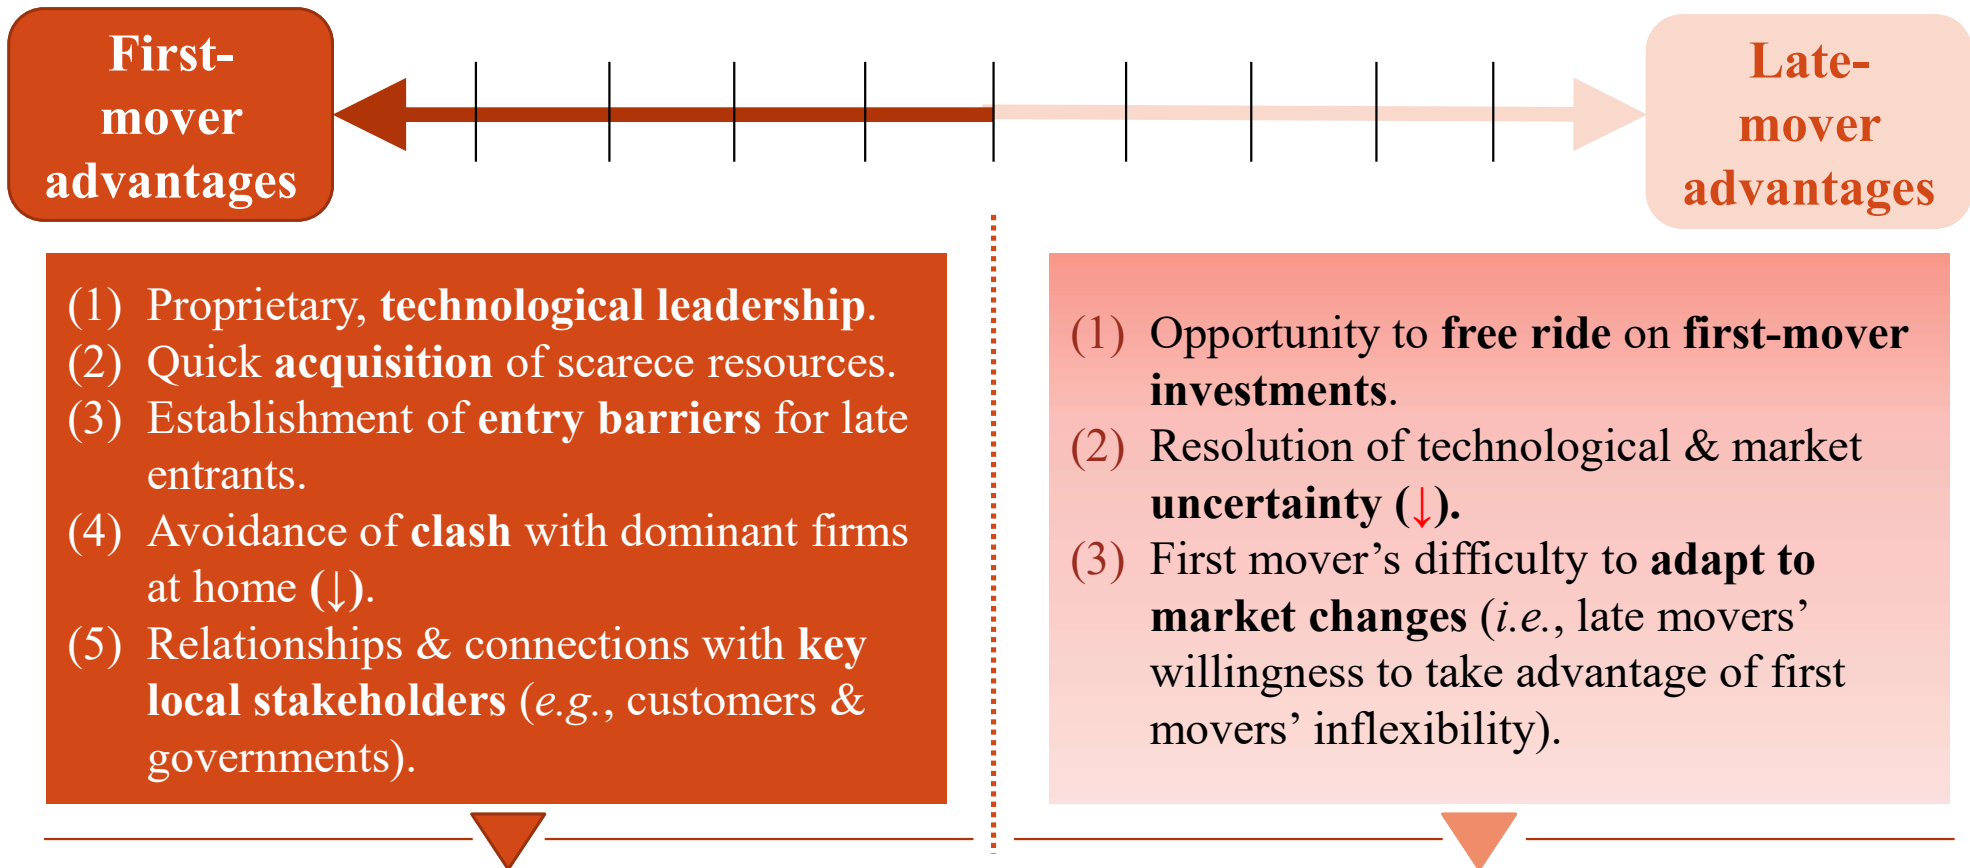 First-
mover
advantages
Late-
mover
advantages
(1) Proprietary, technological leadership.
(2) Quick acquisition of scarece resources.
(3) Establishment of entry barriers for late
entrants.
(4) Avoidance of clash with dominant firms
at home (↓).
(5) Relationships & connections with key
local stakeholders (e.g., customers &
governments).
(1) Opportunity to free ride on first-mover
investments.
(2) Resolution of technological & market
uncertainty (↓).
(3) First mover’s difficulty to adapt to
market changes (i.e., late movers’
willingness to take advantage of first
movers’ inflexibility).